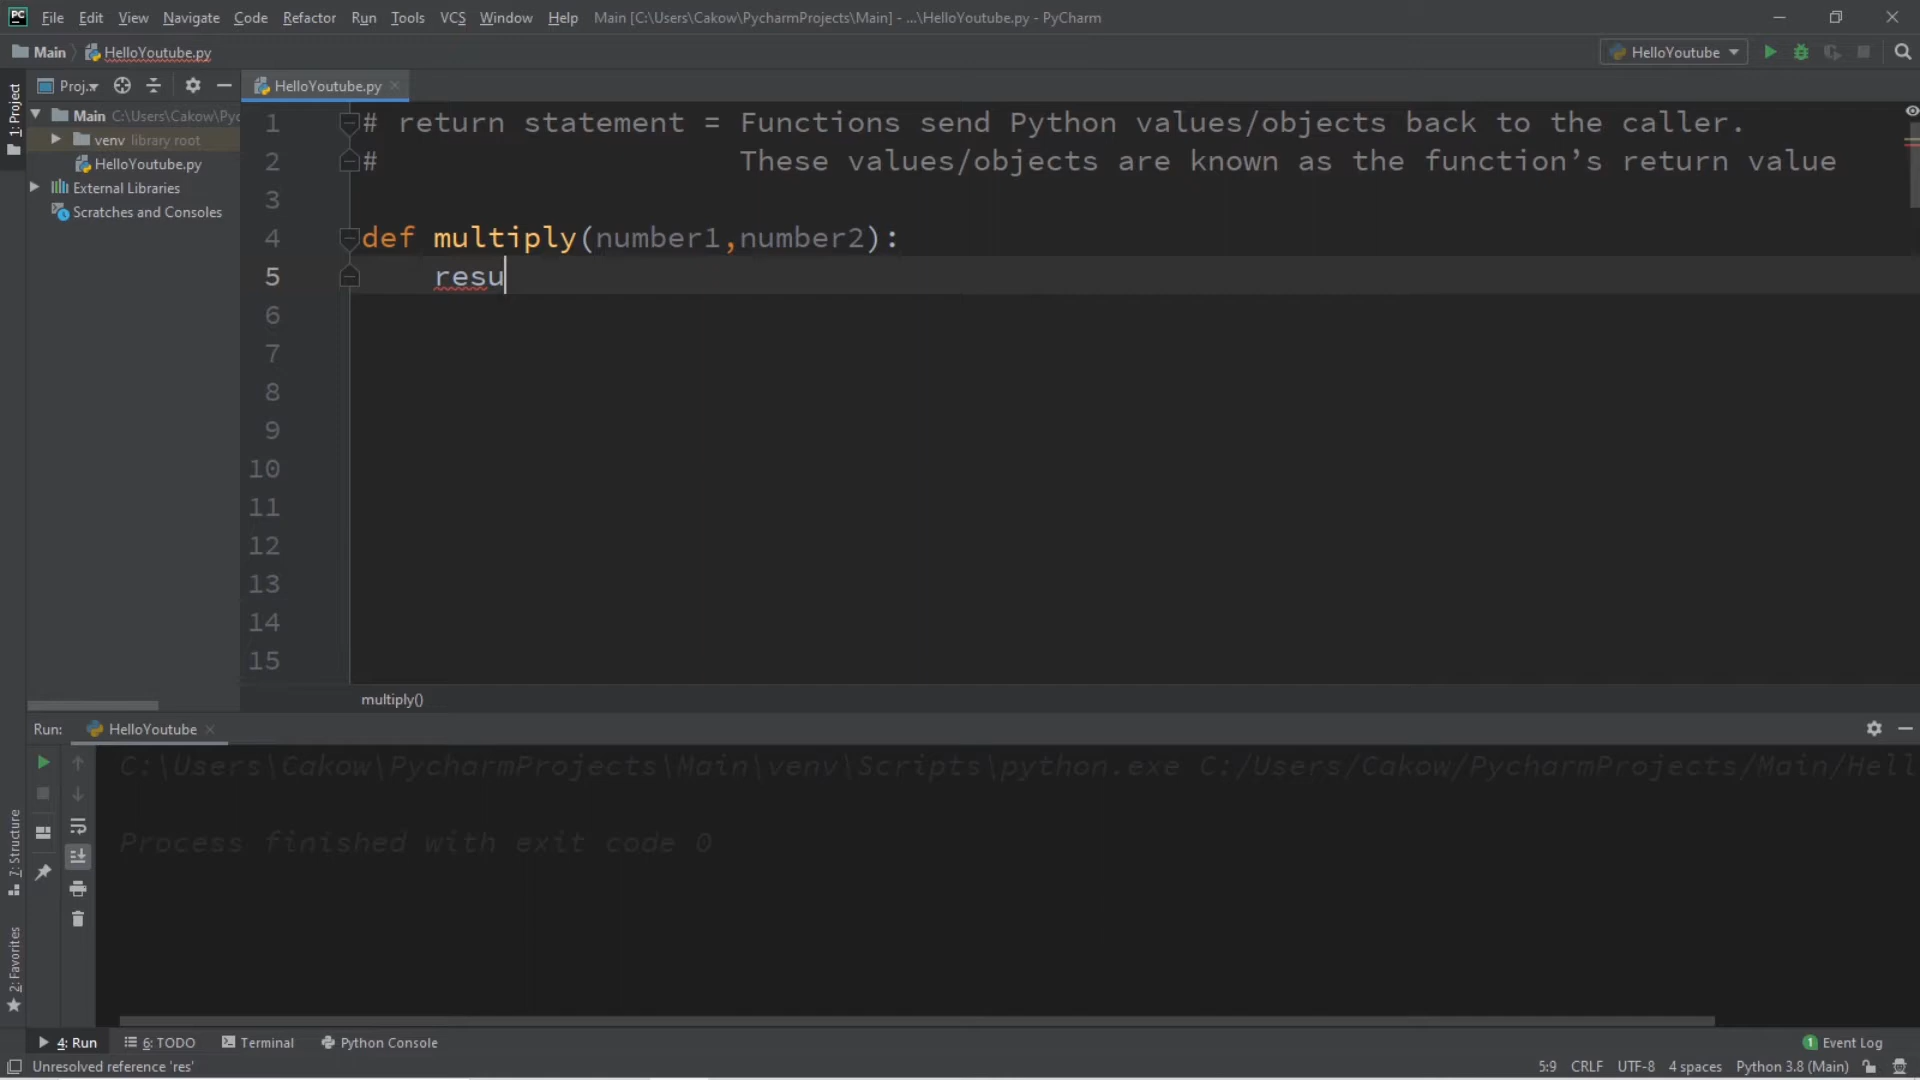 PC File Edit View Navigate Code Refactor Run Tools VCS Window Help Main [C:\Users\Cakow\PycharmProjects\Main] - ...\HelloYoutube.py - PyCharm
Main HelloYoutube.py HelloYoutube
1: Project
Proj... HelloYoutube.py
Main C:\Users\Cakow\Pyc
venv library root
HelloYoutube.py
External Libraries
Scratches and Consoles
1 # return statement = Functions send Python values/objects back to the caller.
2 # These values/objects are known as the function’s return value
3
4 def multiply(number1,number2):
5 resu
6
7
8
9
10
11
12
13
14
15
multiply()
Run: HelloYoutube
C:\Users\Cakow\PycharmProjects\Main\venv\Scripts\python.exe C:/Users/Cakow/PycharmProjects/Main/Hell
Process finished with exit code 0
7: Structure
2: Favorites
4: Run 6: TODO Terminal Python Console 1 Event Log
Unresolved reference 'res' 5:9 CRLF UTF-8 4 spaces Python 3.8 (Main)